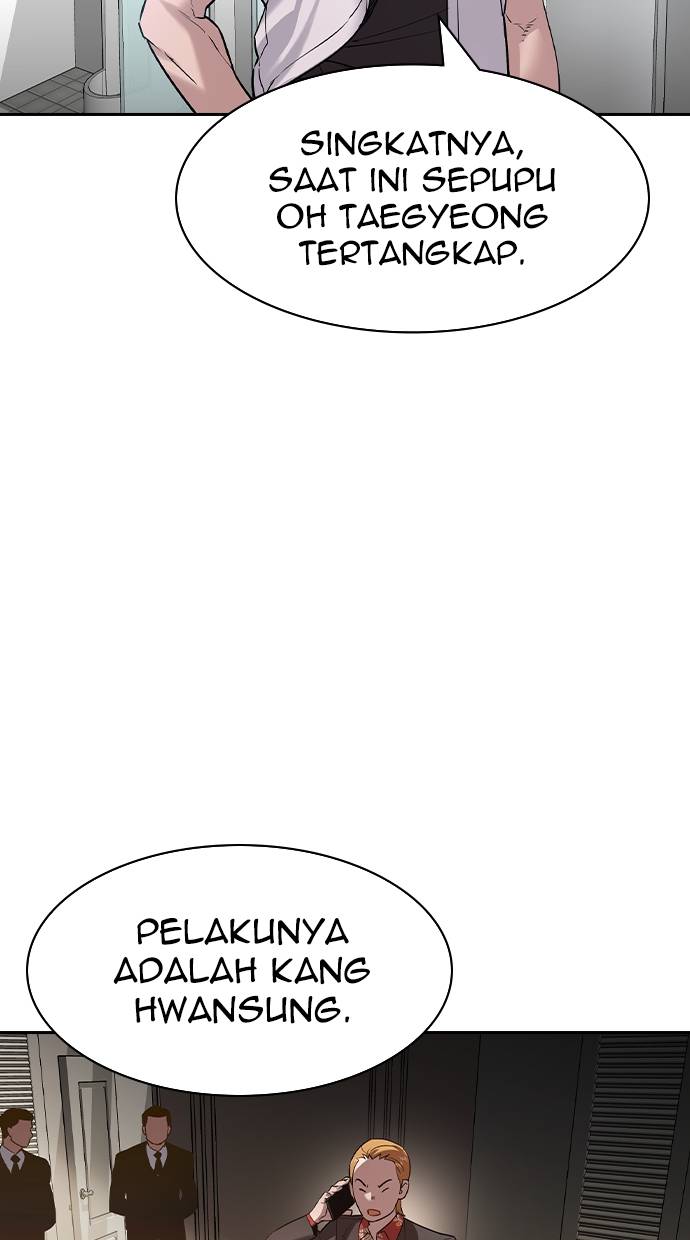 SINGKATNYA,
SAAT INI SEPUPU
OH TAEGYEONG
TERTANGKAP.
PELAKUNYA
ADALAH KANG
HWANSUNG.